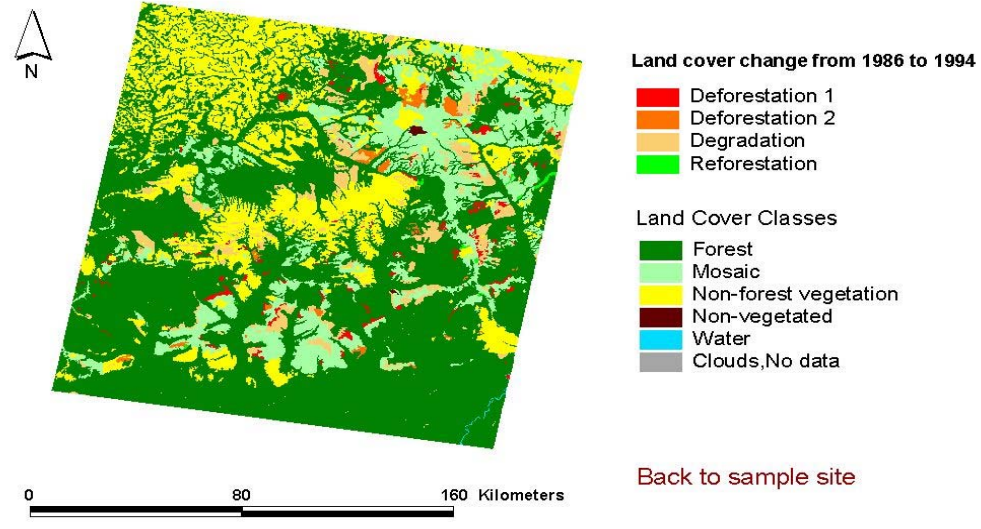 N
Land cover change from 1986 to 1994
Deforestation 1
Deforestation 2
Degradation
Reforestation
Land Cover Classes
Forest
Mosaic
Non-forest vegetation
Non-vegetated
Water
Clouds,No data
0 80 160 Kilometers
Back to sample site